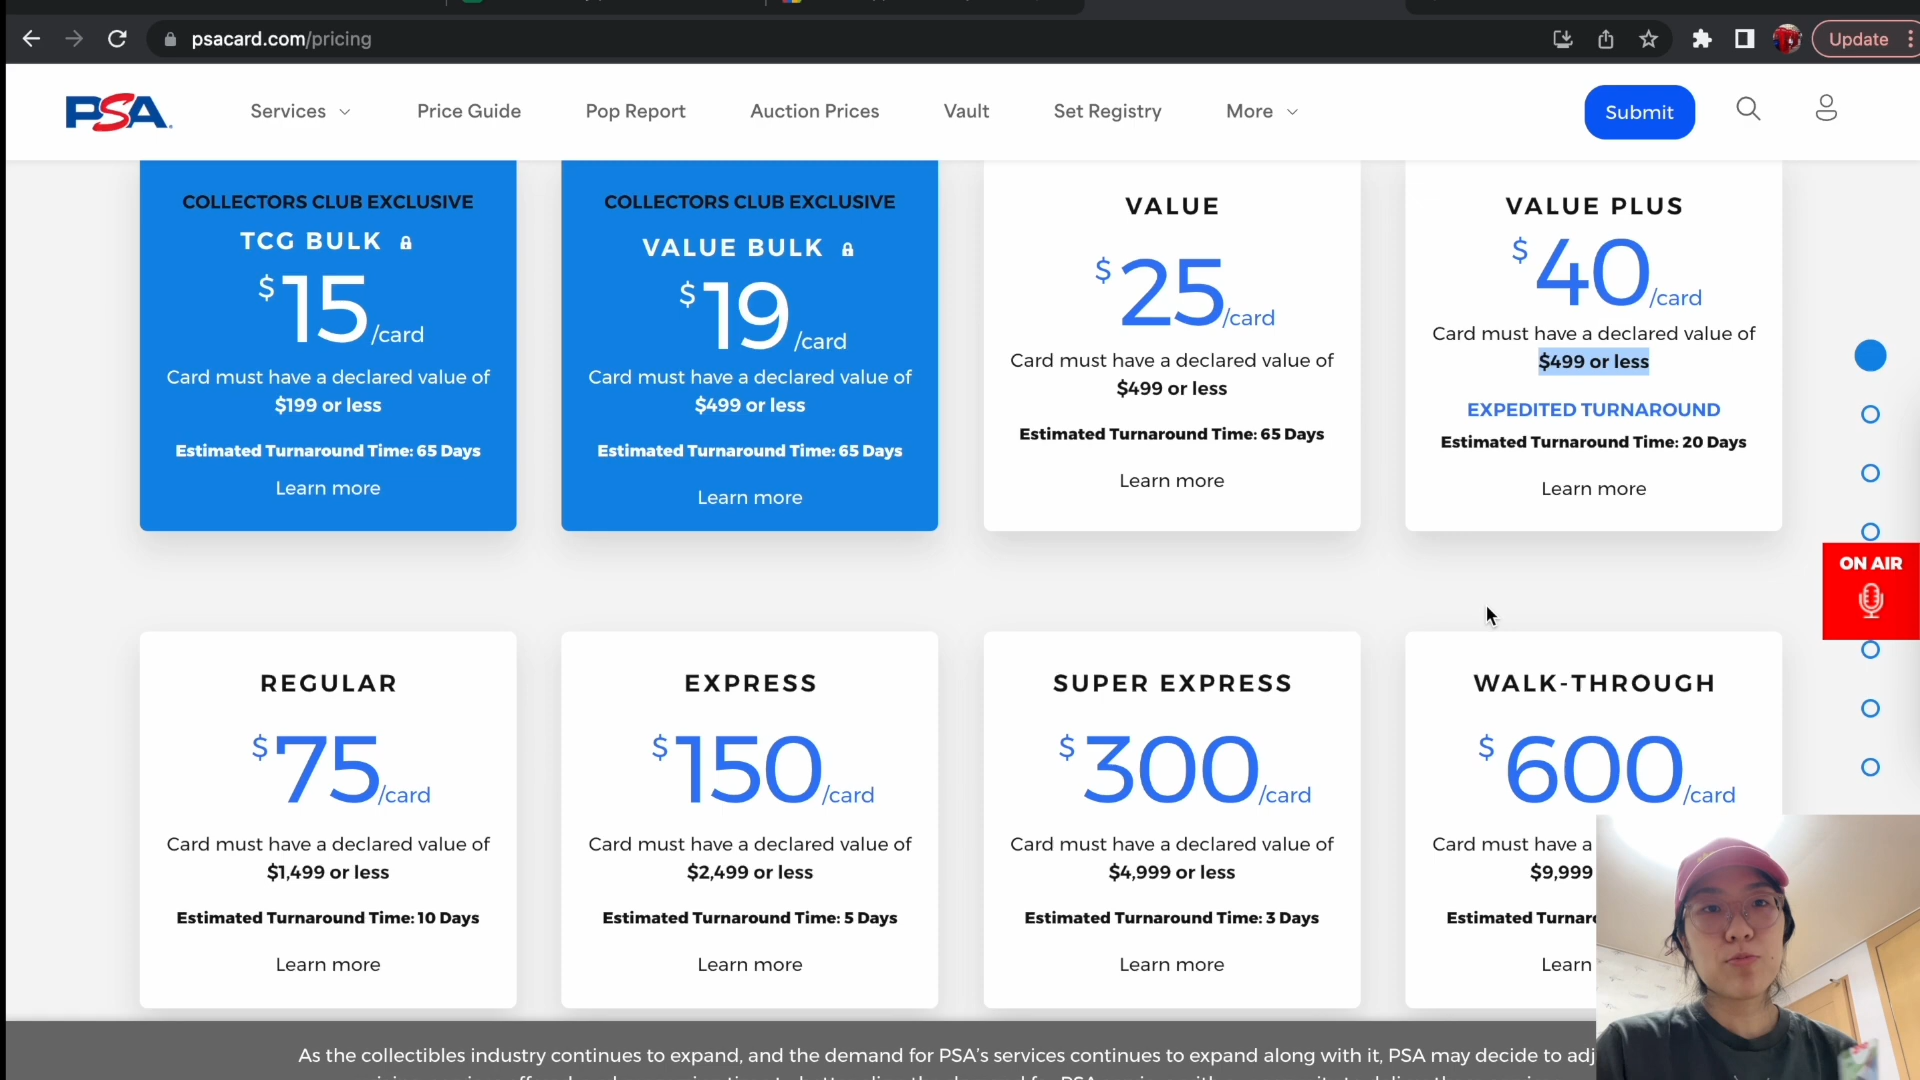 psacard.com/pricing
Update
PSA
Services
Price Guide
Pop Report
Auction Prices
Vault
Set Registry
More
Submit
COLLECTORS CLUB EXCLUSIVE
TCG BULK
$15/card
Card must have a declared value of
$199 or less
Estimated Turnaround Time: 65 Days
Learn more
COLLECTORS CLUB EXCLUSIVE
VALUE BULK
$19/card
Card must have a declared value of
$499 or less
Estimated Turnaround Time: 65 Days
Learn more
VALUE
$25/card
Card must have a declared value of
$499 or less
Estimated Turnaround Time: 65 Days
Learn more
VALUE PLUS
$40/card
Card must have a declared value of
$499 or less
EXPEDITED TURNAROUND
Estimated Turnaround Time: 20 Days
Learn more
ON AIR
REGULAR
$75/card
Card must have a declared value of
$1,499 or less
Estimated Turnaround Time: 10 Days
Learn more
EXPRESS
$150/card
Card must have a declared value of
$2,499 or less
Estimated Turnaround Time: 5 Days
Learn more
SUPER EXPRESS
$300/card
Card must have a declared value of
$4,999 or less
Estimated Turnaround Time: 3 Days
Learn more
WALK-THROUGH
$600/card
Card must have a
$9,999
Estimated
Learn
As the collectibles industry continues to expand, and the demand for PSA's services continues to expand along with it, PSA may decide to